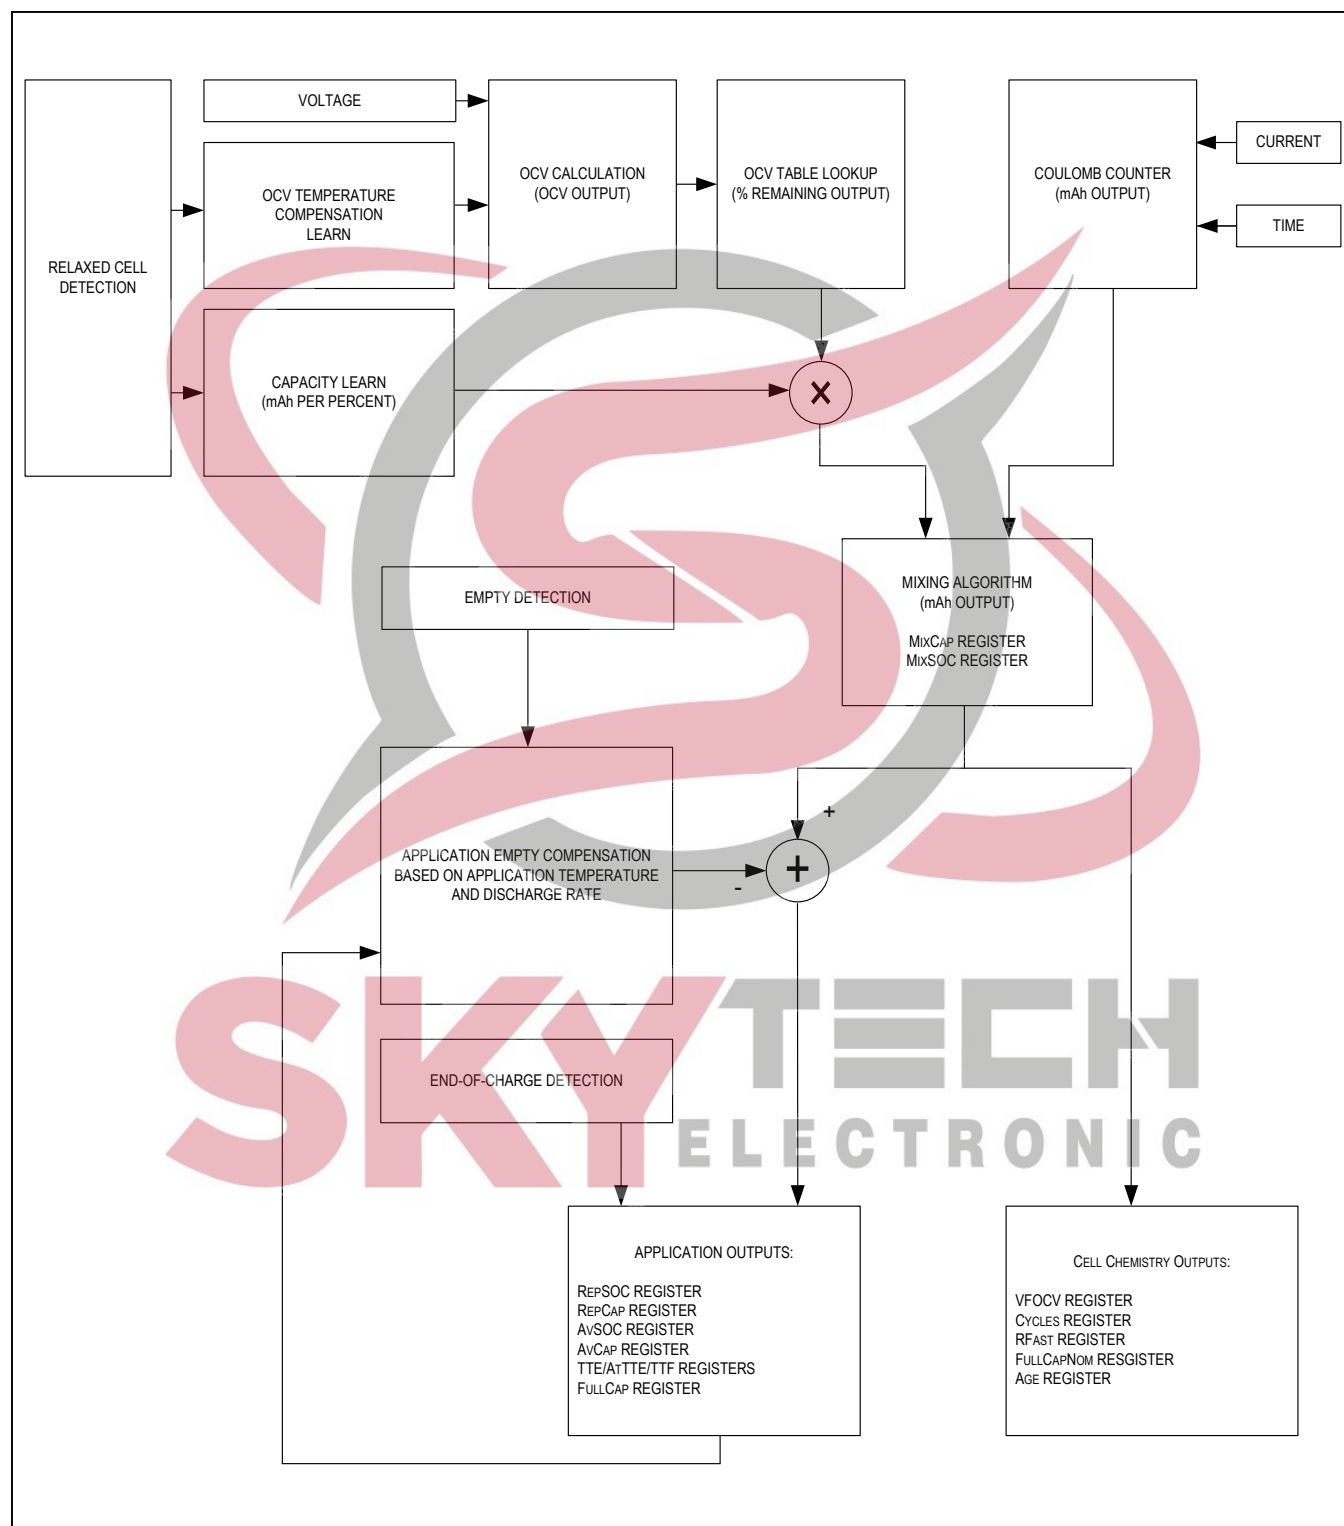 VOLTAGE
OCV TEMPERATURE
COMPENSATION
LEARN
OCV CALCULATION
(OCV OUTPUT)
OCV TABLE LOOKUP
(% REMAINING OUTPUT)
COULOMB COUNTER
(mAh OUTPUT)
CURRENT
TIME
RELAXED CELL
DETECTION
CAPACITY LEARN
(mAh PER PERCENT)
×
EMPTY DETECTION
MIXING ALGORITHM
(mAh OUTPUT)
MixCap REGISTER
MixSOC REGISTER
+
APPLICATION EMPTY COMPENSATION
BASED ON APPLICATION TEMPERATURE
AND DISCHARGE RATE
-
+
SKYTECH
ELECTRONIC
END-OF-CHARGE DETECTION
APPLICATION OUTPUTS:
RepSOC REGISTER
RepCap REGISTER
AvSOC REGISTER
AvCap REGISTER
TTE/AtTTE/TTF REGISTERS
FullCap REGISTER
Cell Chemistry Outputs:
VFOCV REGISTER
Cycles REGISTER
RFast REGISTER
FullCapNom RESGISTER
Age REGISTER